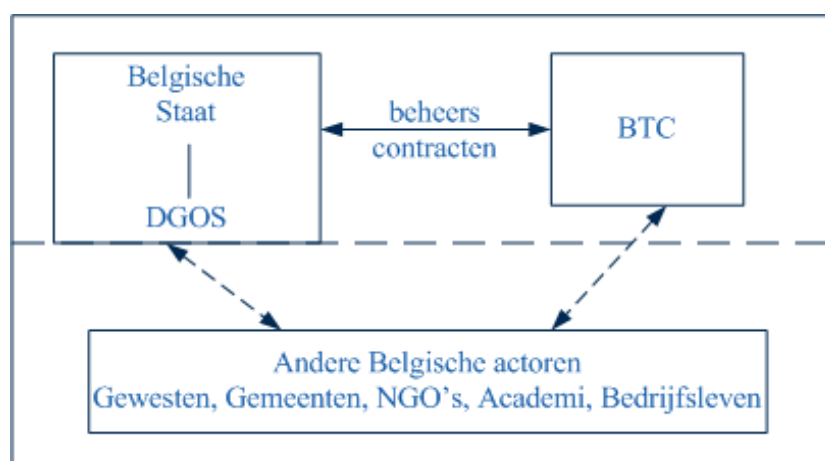 Belgische
Staat
DGOS
beheers
contracten
BTC
Andere Belgische actoren
Gewesten, Gemeenten, NGO's, Academi, Bedrijfsleven